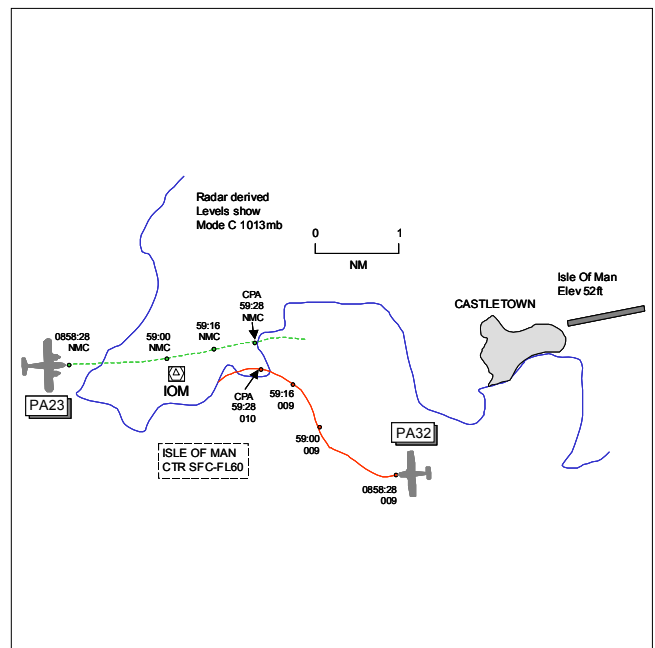 Radar derived
Levels show
Mode C 1013mb
0
1
NM
Isle Of Man
Elev 52ft
CASTLETOWN
CPA
59:28
NMC
0858:28
NMC
59:00
NMC
59:16
NMC
IOM
PA23
CPA
59:28
010
59:16
009
59:00
009
PA32
ISLE OF MAN
CTR SFC-FL60
0858:28
009